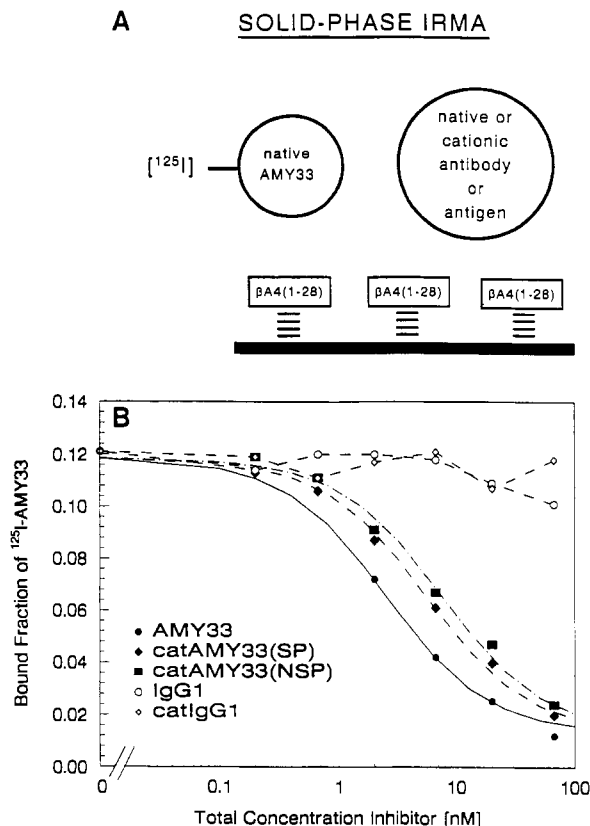 A
SOLID-PHASE IRMA
[¹²⁵I]
native
AMY33
native or
cationic
antibody
or
antigen
βA4(1-28)
βA4(1-28)
βA4(1-28)
B
Bound Fraction of ¹²⁵I-AMY33
0.14
0.12
0.10
0.08
0.06
0.04
0.02
0.00
AMY33
catAMY33(SP)
catAMY33(NSP)
IgG1
catIgG1
0
0.1
1
10
100
Total Concentration Inhibitor [nM]